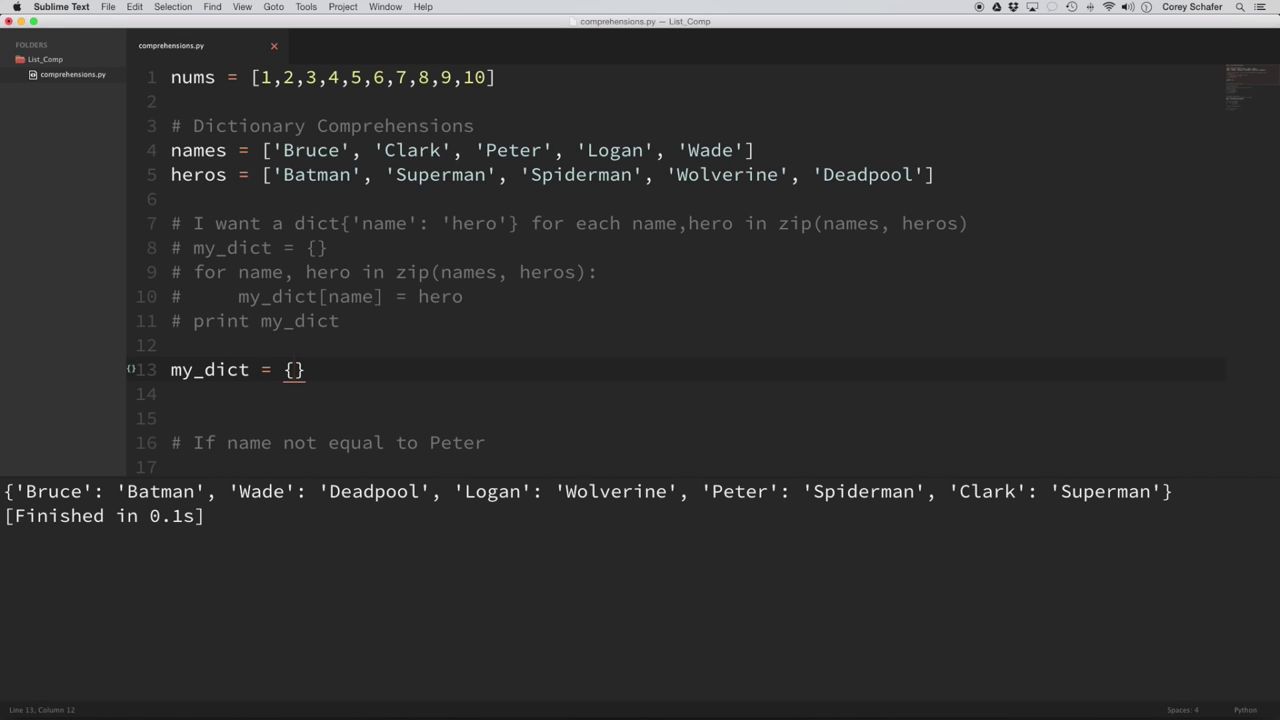 Sublime Text File Edit Selection Find View Goto Tools Project Window Help Corey Schafer
comprehensions.py — List_Comp
FOLDERS
List_Comp
comprehensions.py
comprehensions.py
1 nums = [1,2,3,4,5,6,7,8,9,10]
2
3 # Dictionary Comprehensions
4 names = ['Bruce', 'Clark', 'Peter', 'Logan', 'Wade']
5 heros = ['Batman', 'Superman', 'Spiderman', 'Wolverine', 'Deadpool']
6
7 # I want a dict{'name': 'hero'} for each name,hero in zip(names, heros)
8 # my_dict = {}
9 # for name, hero in zip(names, heros):
10 #     my_dict[name] = hero
11 # print my_dict
12
{} 13 my_dict = {}
14
15
16 # If name not equal to Peter
17
{'Bruce': 'Batman', 'Wade': 'Deadpool', 'Logan': 'Wolverine', 'Peter': 'Spiderman', 'Clark': 'Superman'}
[Finished in 0.1s]
Line 13, Column 12 Spaces: 4 Python